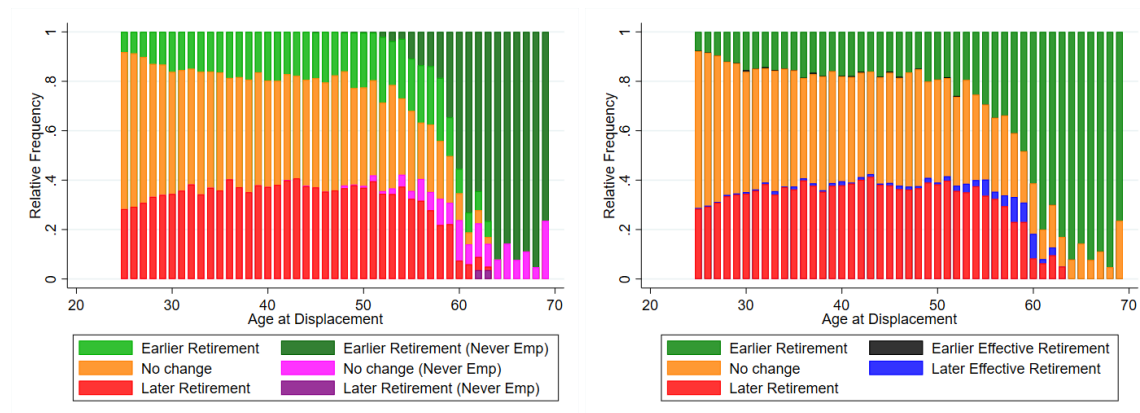 Relative Frequency
1
.8
.6
.4
.2
0
20 30 40 50 60 70
Age at Displacement
Earlier Retirement Earlier Retirement (Never Emp)
No change No change (Never Emp)
Later Retirement Later Retirement (Never Emp)
Relative Frequency
1
.8
.6
.4
.2
0
20 30 40 50 60 70
Age at Displacement
Earlier Retirement Earlier Effective Retirement
No change Later Effective Retirement
Later Retirement